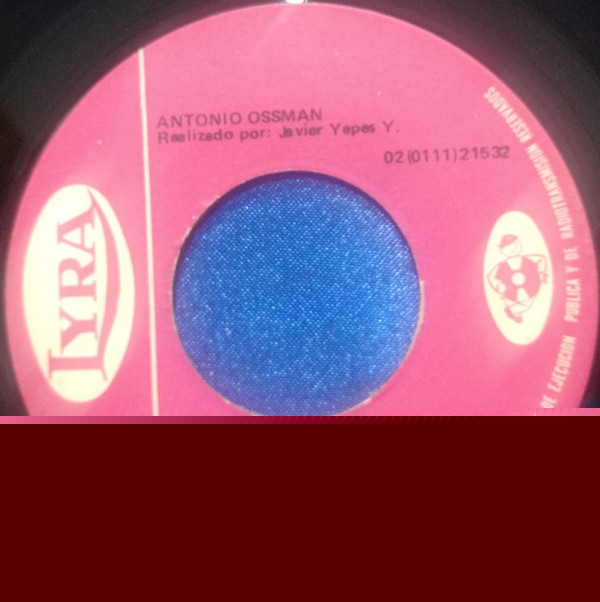 ANTONIO OSSMAN
Realizado por: Javier Yepes Y.
02(0111)21532
LYRA
DE EJECUCION PUBLICA Y DE RADIOTRANSMISION RESERVADOS